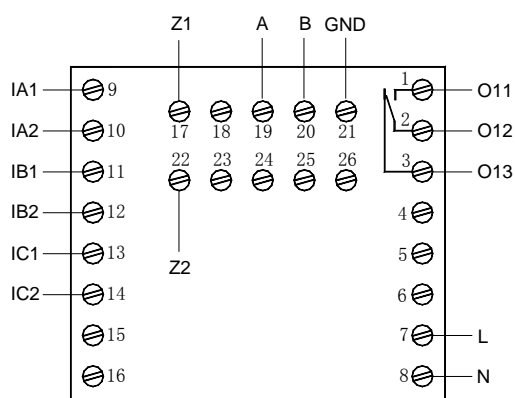 Z1 A B GND
IA1 9 1 O11
17 18 19 20 21
IA2 10 2 O12
22 23 24 25 26
IB1 11 3 O13
IB2 12 4
Z2
IC1 13 5
IC2 14 6
15 7 L
16 8 N